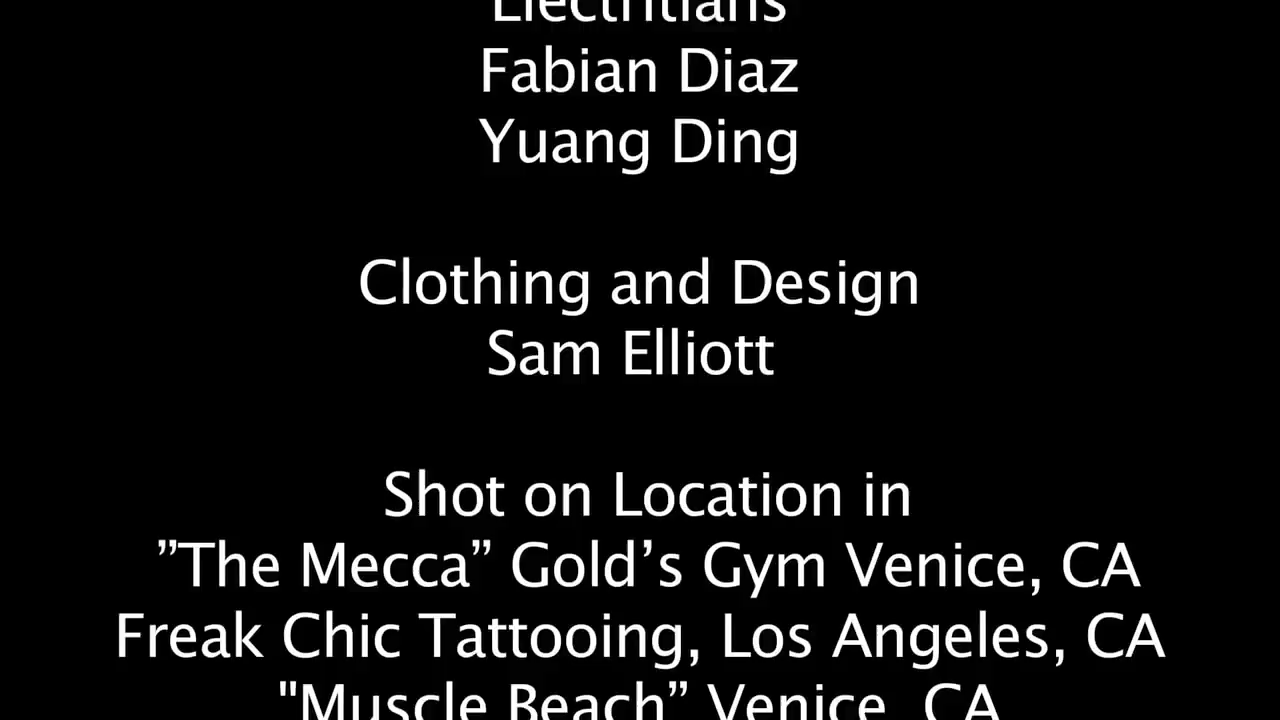 Electritians
Fabian Diaz
Yuang Ding
Clothing and Design
Sam Elliott
Shot on Location in
”The Mecca” Gold’s Gym Venice, CA
Freak Chic Tattooing, Los Angeles, CA
"Muscle Beach” Venice, CA